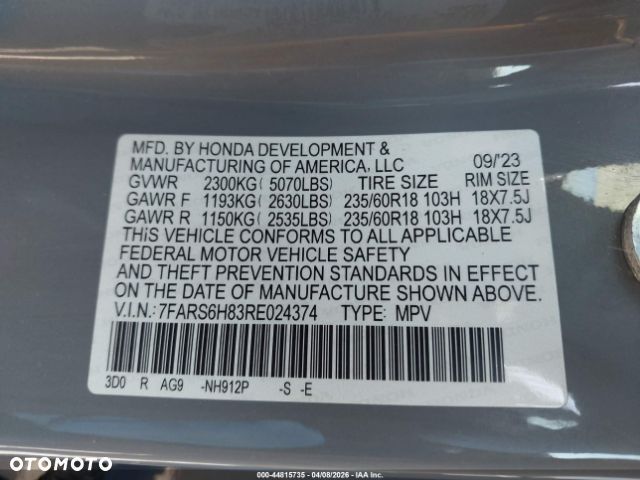 MFD. BY HONDA DEVELOPMENT &
MANUFACTURING OF AMERICA, LLC 09/'23
GVWR 2300KG( 5070LBS) TIRE SIZE RIM SIZE
GAWR F 1193KG( 2630LBS) 235/60R18 103H 18X7.5J
GAWR R 1150KG( 2535LBS) 235/60R18 103H 18X7.5J
THIS VEHICLE CONFORMS TO ALL APPLICABLE
FEDERAL MOTOR VEHICLE SAFETY
AND THEFT PREVENTION STANDARDS IN EFFECT
ON THE DATE OF MANUFACTURE SHOWN ABOVE.
V.I.N.: 7FARS6H83RE024374 TYPE: MPV
3D0 R AG9 -NH912P -S -E
OTOMOTO
000-44815735 - 04/08/2026 - IAA Inc.